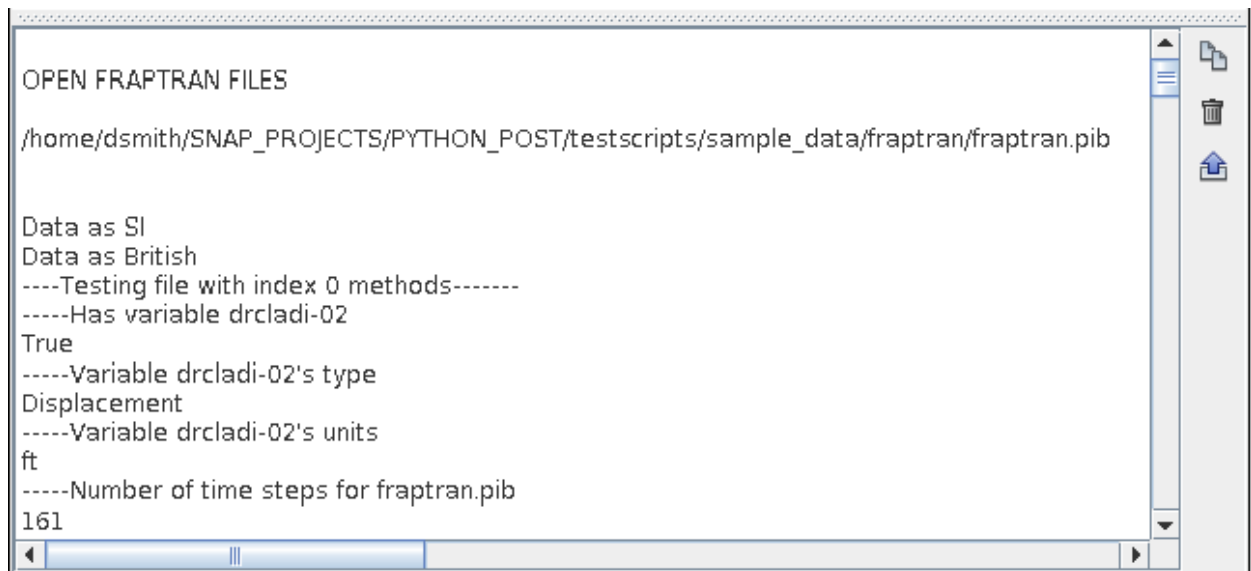 OPEN FRAPTRAN FILES
/home/dsmith/SNAP_PROJECTS/PYTHON_POST/testscripts/sample_data/fraptran/fraptran.pib
Data as SI
Data as British
----Testing file with index 0 methods-------
-----Has variable drcladi-02
True
-----Variable drcladi-02's type
Displacement
-----Variable drcladi-02's units
ft
-----Number of time steps for fraptran.pib
161